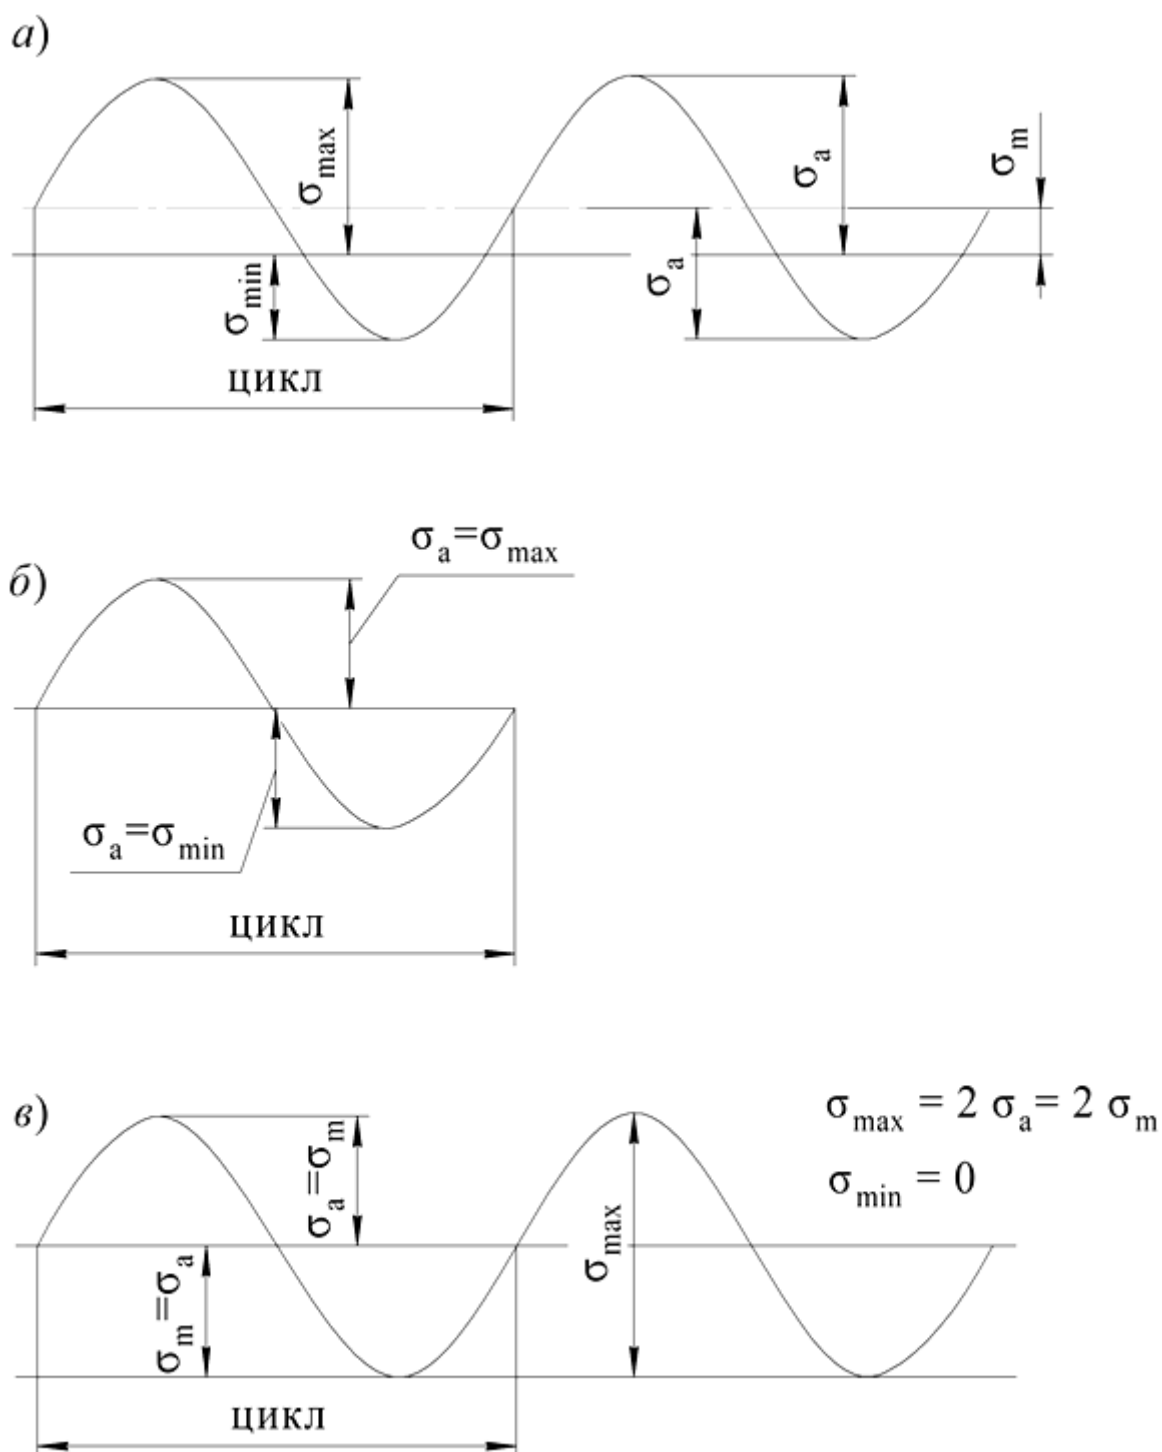 а)
σmax
σa
σm
σmin
σa
цикл
σa=σmax
б)
σa=σmin
цикл
в)
σa=σm
σmax = 2 σa= 2 σm
σmin = 0
σmax
σm=σa
цикл